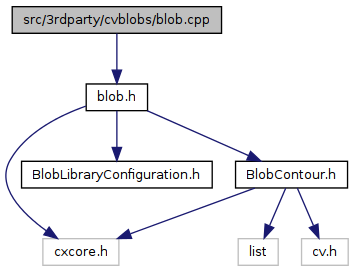 src/3rdparty/cvblobs/blob.cpp
blob.h
BlobLibraryConfiguration.h
BlobContour.h
cxcore.h
list
cv.h